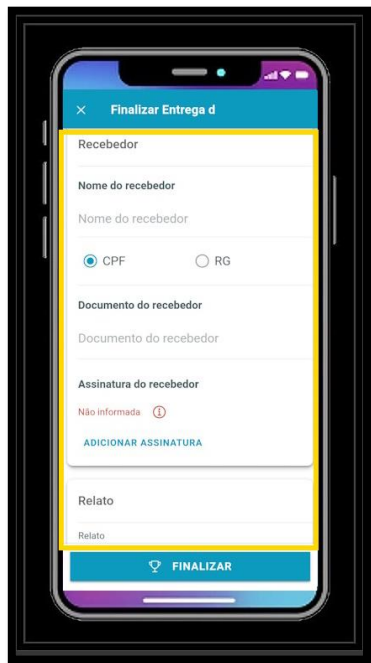 Finalizar Entrega d
Recebedor
Nome do recebedor
Nome do recebedor
CPF
RG
Documento do recebedor
Documento do recebedor
Assinatura do recebedor
Não informada
ADICIONAR ASSINATURA
Relato
Relato
FINALIZAR